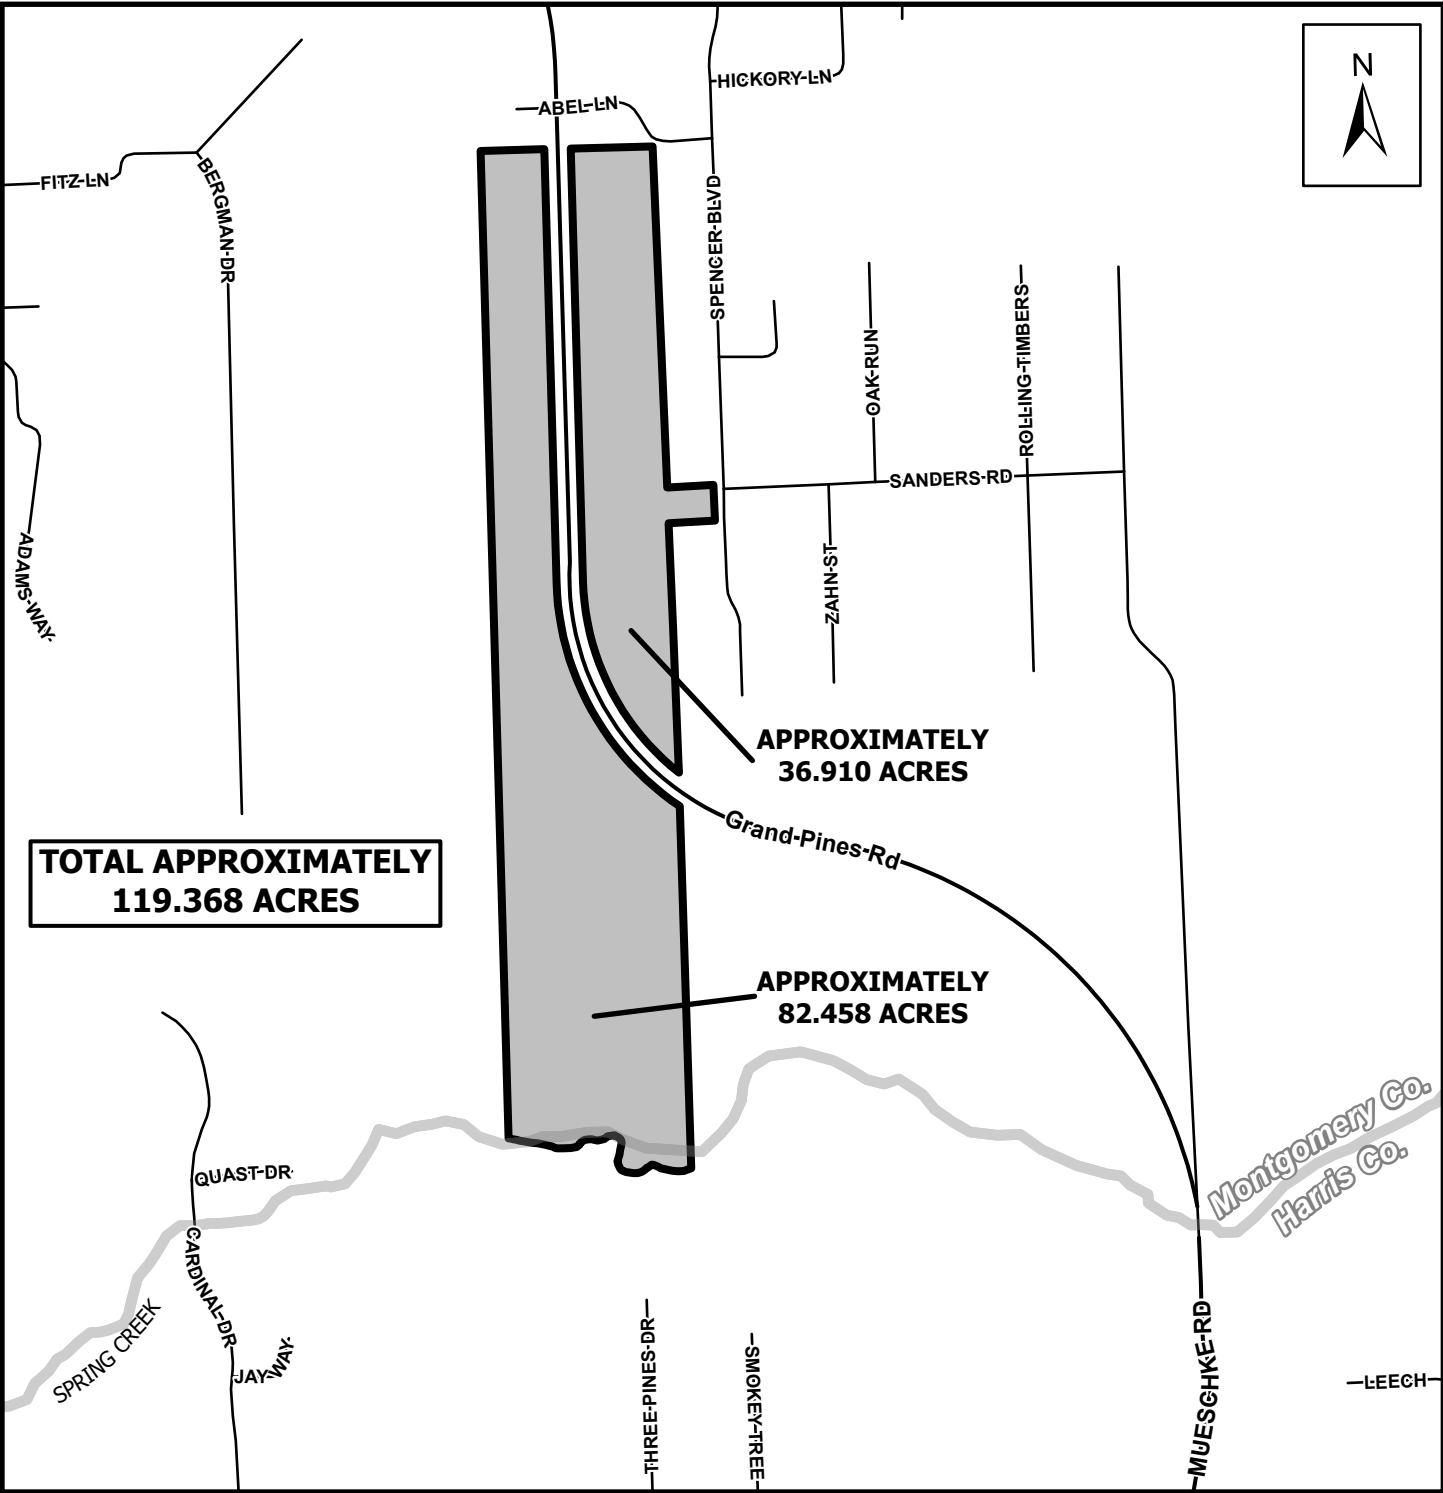 HICKORY LN
ABEL LN
N
FITZ LN
BERGMAN DR
SPENCER BLVD
OAK RUN
ROLLING TIMBERS
SANDERS RD
ZAHN ST
ADAMS WAY
APPROXIMATELY
36.910 ACRES
Grand Pines Rd
TOTAL APPROXIMATELY
119.368 ACRES
APPROXIMATELY
82.458 ACRES
Montgomery Co.
Harris Co.
QUAST DR
CARDINAL DR
SPRING CREEK
JAY WAY
THREE PINES DR
SMOKEY TREE
MUESCHKE RD
LEECH